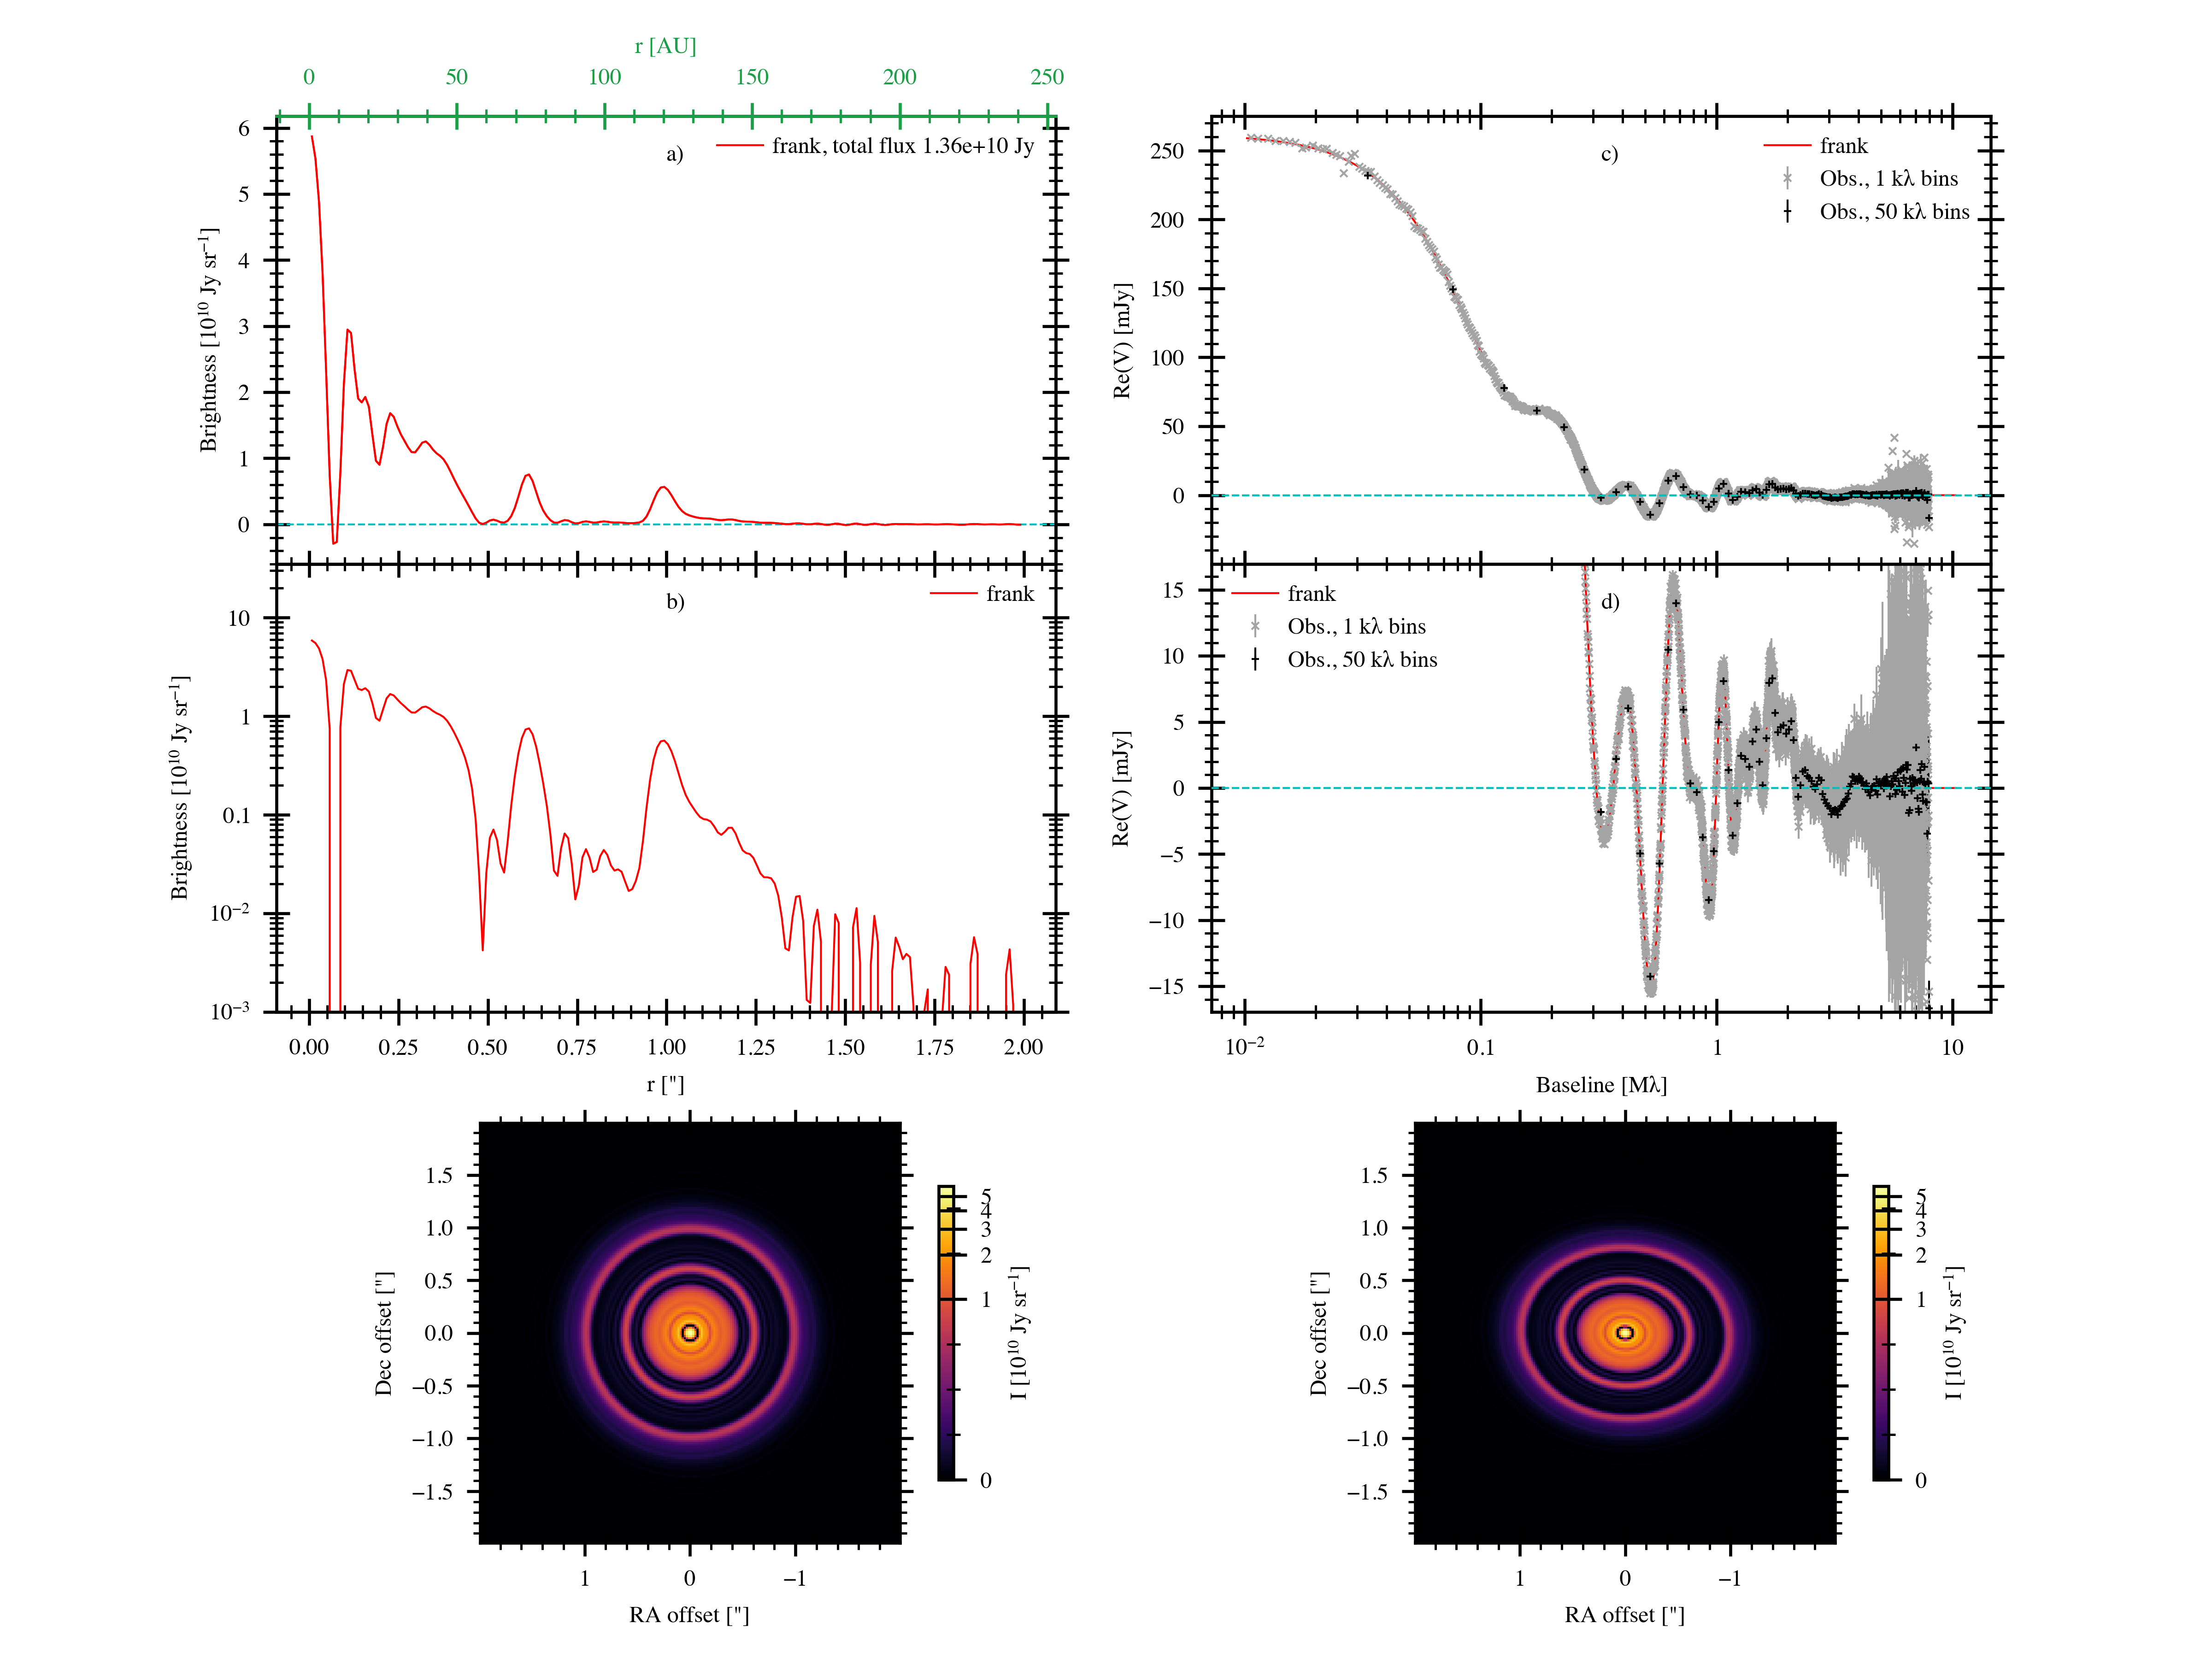 r [AU]
0 50 100 150 200 250
a)
frank, total flux 1.36e+10 Jy
6
5
4
3
2
1
0
Brightness [10¹⁰ Jy sr⁻¹]
b)
frank
10
1
0.1
10⁻²
10⁻³
Brightness [10¹⁰ Jy sr⁻¹]
0.00 0.25 0.50 0.75 1.00 1.25 1.50 1.75 2.00
r ["]
c)
frank
Obs., 1 kλ bins
Obs., 50 kλ bins
250
200
150
100
50
0
Re(V) [mJy]
d)
frank
Obs., 1 kλ bins
Obs., 50 kλ bins
15
10
5
0
−5
−10
−15
Re(V) [mJy]
10⁻² 0.1 1 10
Baseline [Mλ]
1.5
1.0
0.5
0.0
−0.5
−1.0
−1.5
Dec offset ["]
1 0 −1
RA offset ["]
5
4
3
2
1
0
I [10¹⁰ Jy sr⁻¹]
1.5
1.0
0.5
0.0
−0.5
−1.0
−1.5
Dec offset ["]
1 0 −1
RA offset ["]
5
4
3
2
1
0
I [10¹⁰ Jy sr⁻¹]